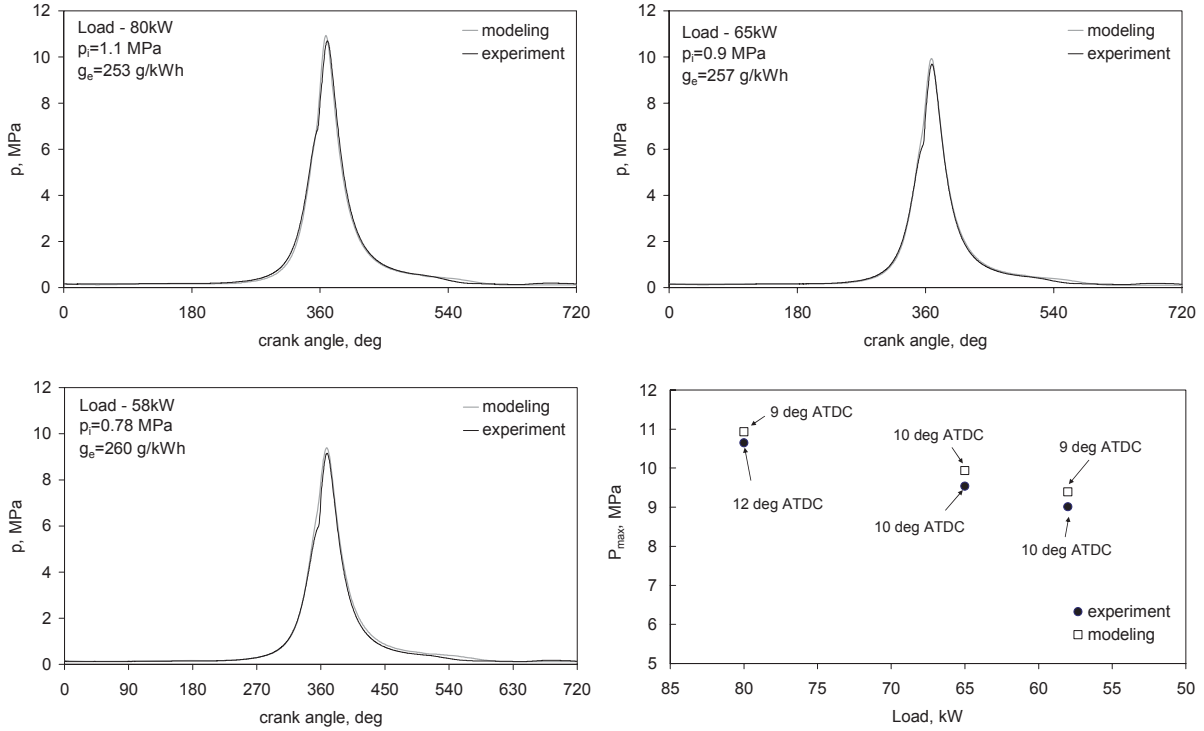 12
10
8
6
4
2
0
p, MPa
Load - 80kW
pi=1.1 MPa
ge=253 g/kWh
modeling
experiment
0 180 360 540 720
crank angle, deg
12
10
8
6
4
2
0
p, MPa
Load - 65kW
pi=0.9 MPa
ge=257 g/kWh
modeling
experiment
0 180 360 540 720
crank angle, deg
12
10
8
6
4
2
0
p, MPa
Load - 58kW
pi=0.78 MPa
ge=260 g/kWh
modeling
experiment
0 90 180 270 360 450 540 630 720
crank angle, deg
12
11
10
9
8
7
6
5
Pmax, MPa
9 deg ATDC
12 deg ATDC
10 deg ATDC
10 deg ATDC
9 deg ATDC
10 deg ATDC
experiment
modeling
85 80 75 70 65 60 55 50
Load, kW